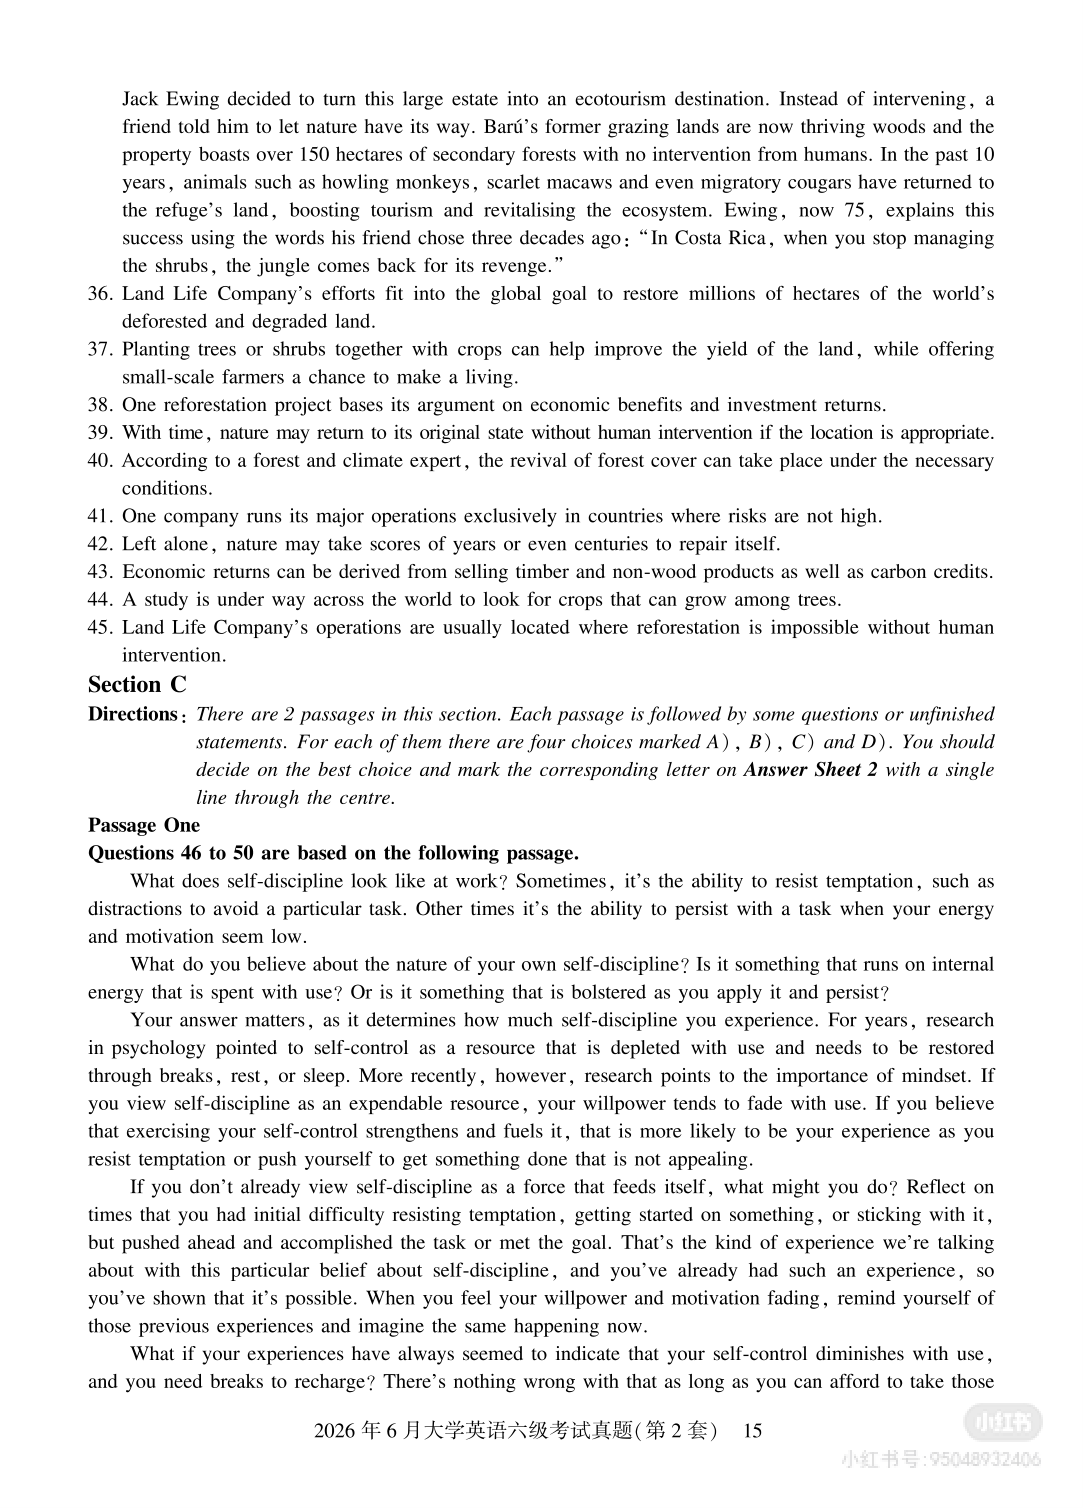 Jack Ewing decided to turn this large estate into an ecotourism destination. Instead of intervening, a
friend told him to let nature have its way. Barú's former grazing lands are now thriving woods and the
property boasts over 150 hectares of secondary forests with no intervention from humans. In the past 10
years, animals such as howling monkeys, scarlet macaws and even migratory cougars have returned to
the refuge's land, boosting tourism and revitalising the ecosystem. Ewing, now 75, explains this
success using the words his friend chose three decades ago: "In Costa Rica, when you stop managing
the shrubs, the jungle comes back for its revenge."
36. Land Life Company's efforts fit into the global goal to restore millions of hectares of the world's
deforested and degraded land.
37. Planting trees or shrubs together with crops can help improve the yield of the land, while offering
small-scale farmers a chance to make a living.
38. One reforestation project bases its argument on economic benefits and investment returns.
39. With time, nature may return to its original state without human intervention if the location is appropriate.
40. According to a forest and climate expert, the revival of forest cover can take place under the necessary
conditions.
41. One company runs its major operations exclusively in countries where risks are not high.
42. Left alone, nature may take scores of years or even centuries to repair itself.
43. Economic returns can be derived from selling timber and non-wood products as well as carbon credits.
44. A study is under way across the world to look for crops that can grow among trees.
45. Land Life Company's operations are usually located where reforestation is impossible without human
intervention.
Section C
Directions: There are 2 passages in this section. Each passage is followed by some questions or unfinished
statements. For each of them there are four choices marked A), B), C) and D). You should
decide on the best choice and mark the corresponding letter on Answer Sheet 2 with a single
line through the centre.
Passage One
Questions 46 to 50 are based on the following passage.
What does self-discipline look like at work? Sometimes, it's the ability to resist temptation, such as
distractions to avoid a particular task. Other times it's the ability to persist with a task when your energy
and motivation seem low.
What do you believe about the nature of your own self-discipline? Is it something that runs on internal
energy that is spent with use? Or is it something that is bolstered as you apply it and persist?
Your answer matters, as it determines how much self-discipline you experience. For years, research
in psychology pointed to self-control as a resource that is depleted with use and needs to be restored
through breaks, rest, or sleep. More recently, however, research points to the importance of mindset. If
you view self-discipline as an expendable resource, your willpower tends to fade with use. If you believe
that exercising your self-control strengthens and fuels it, that is more likely to be your experience as you
resist temptation or push yourself to get something done that is not appealing.
If you don't already view self-discipline as a force that feeds itself, what might you do? Reflect on
times that you had initial difficulty resisting temptation, getting started on something, or sticking with it,
but pushed ahead and accomplished the task or met the goal. That's the kind of experience we're talking
about with this particular belief about self-discipline, and you've already had such an experience, so
you've shown that it's possible. When you feel your willpower and motivation fading, remind yourself of
those previous experiences and imagine the same happening now.
What if your experiences have always seemed to indicate that your self-control diminishes with use,
and you need breaks to recharge? There's nothing wrong with that as long as you can afford to take those
2026 年 6 月大学英语六级考试真题(第 2 套) 15
小红书
小红书号:95048932406